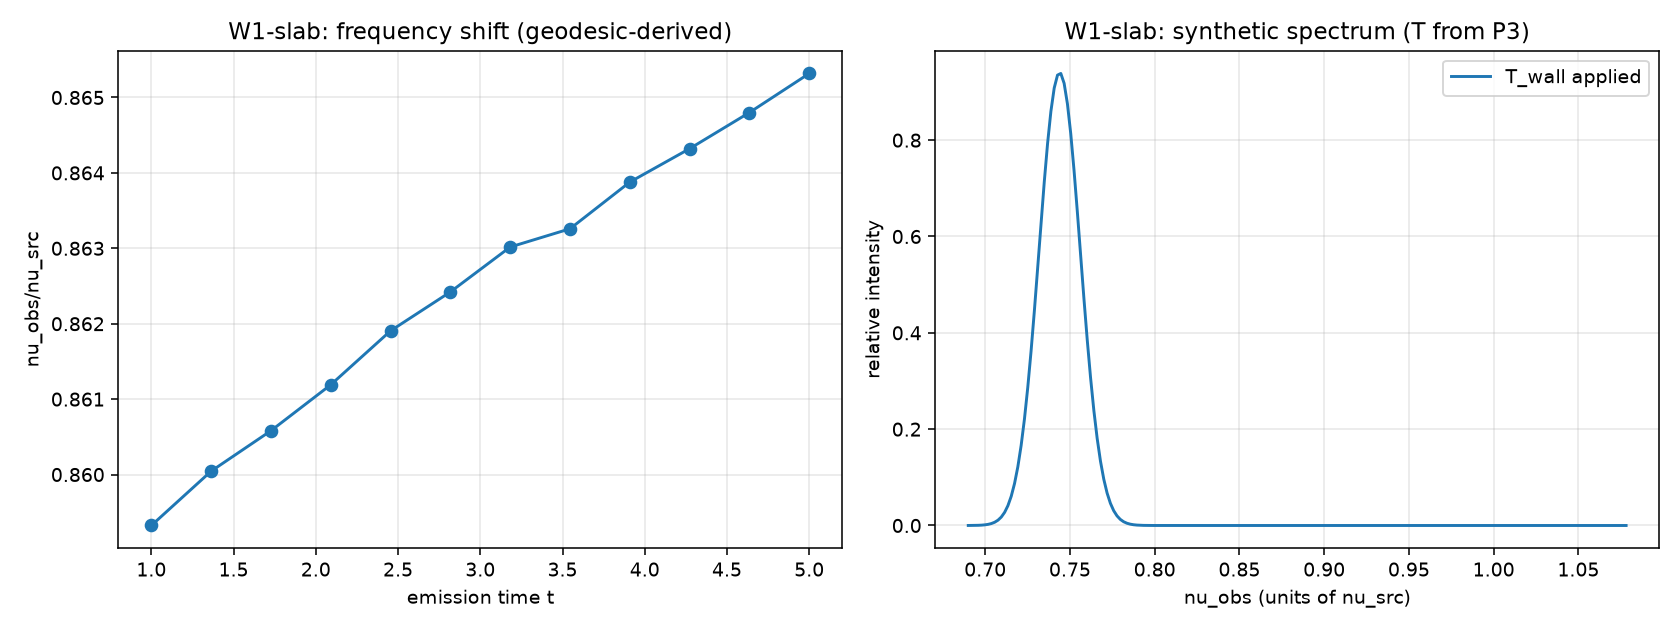 W1-slab: frequency shift (geodesic-derived)
nu_obs/nu_src
0.865
0.864
0.863
0.862
0.861
0.860
1.0 1.5 2.0 2.5 3.0 3.5 4.0 4.5 5.0
emission time t
W1-slab: synthetic spectrum (T from P3)
T_wall applied
relative intensity
0.8
0.6
0.4
0.2
0.0
0.70 0.75 0.80 0.85 0.90 0.95 1.00 1.05
nu_obs (units of nu_src)